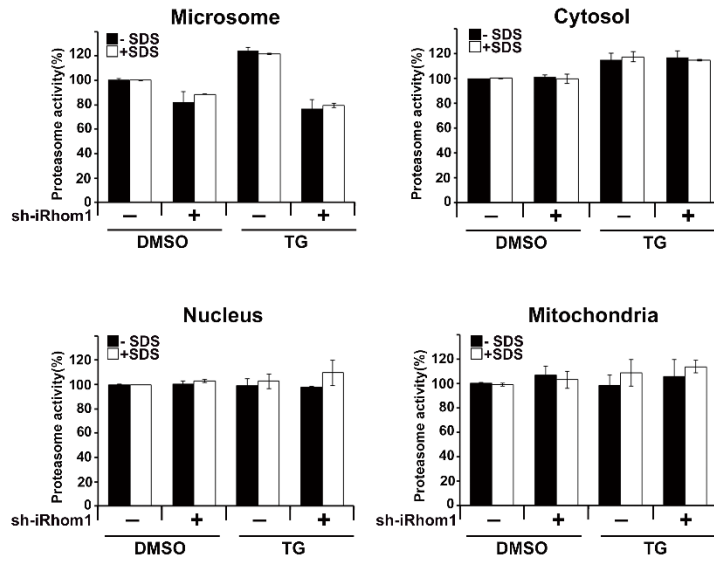 Microsome
- SDS
+SDS
Proteasome activity(%)
120
100
80
60
40
20
0
sh-iRhom1 – + – +
DMSO TG
Cytosol
- SDS
+SDS
Proteasome activity(%)
120
100
80
60
40
20
0
sh-iRhom1 – + – +
DMSO TG
Nucleus
- SDS
+SDS
Proteasome activity(%)
120
100
80
60
40
20
0
sh-iRhom1 – + – +
DMSO TG
Mitochondria
- SDS
+SDS
Proteasome activity(%)
120
100
80
60
40
20
0
sh-iRhom1 – + – +
DMSO TG